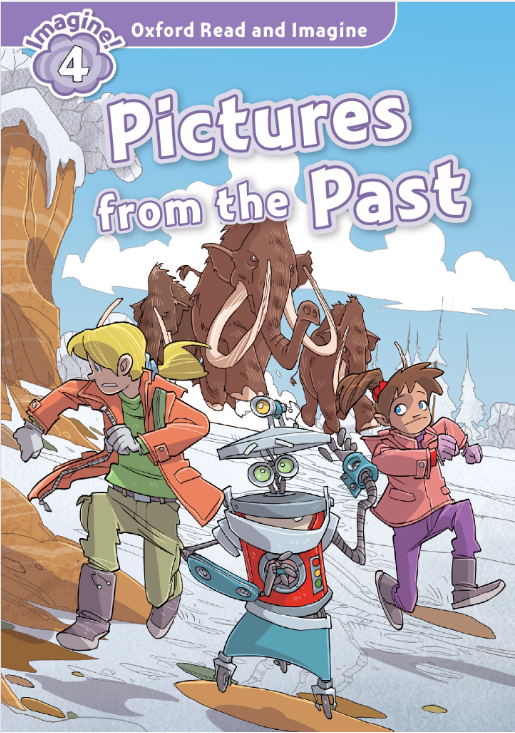 Imagine!
4
Oxford Read and Imagine
Pictures
from the Past